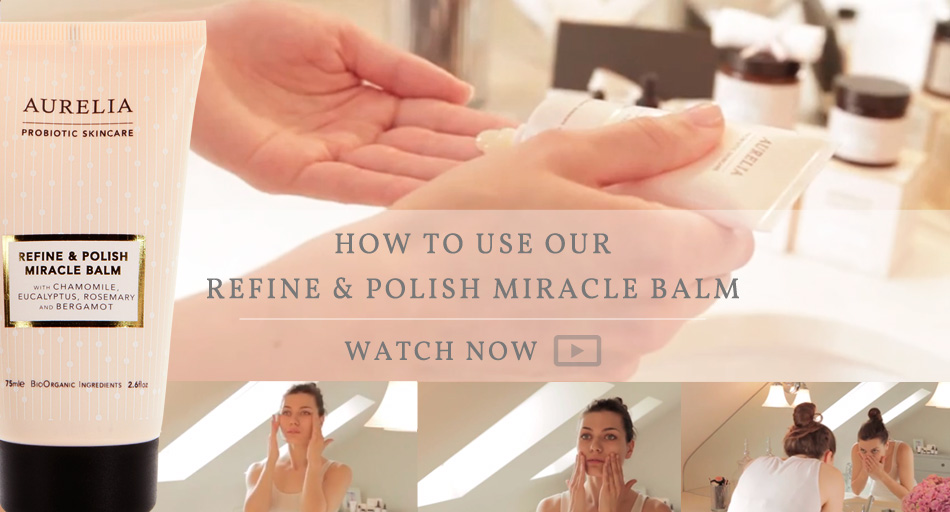 AURELIA
PROBIOTIC SKINCARE
REFINE & POLISH
MIRACLE BALM
WITH CHAMOMILE,
EUCALYPTUS, ROSEMARY
AND BERGAMOT
75mle BIOORGANIC INGREDIENTS 2.6floz
AURELIA
HOW TO USE OUR
REFINE & POLISH MIRACLE BALM
WATCH NOW